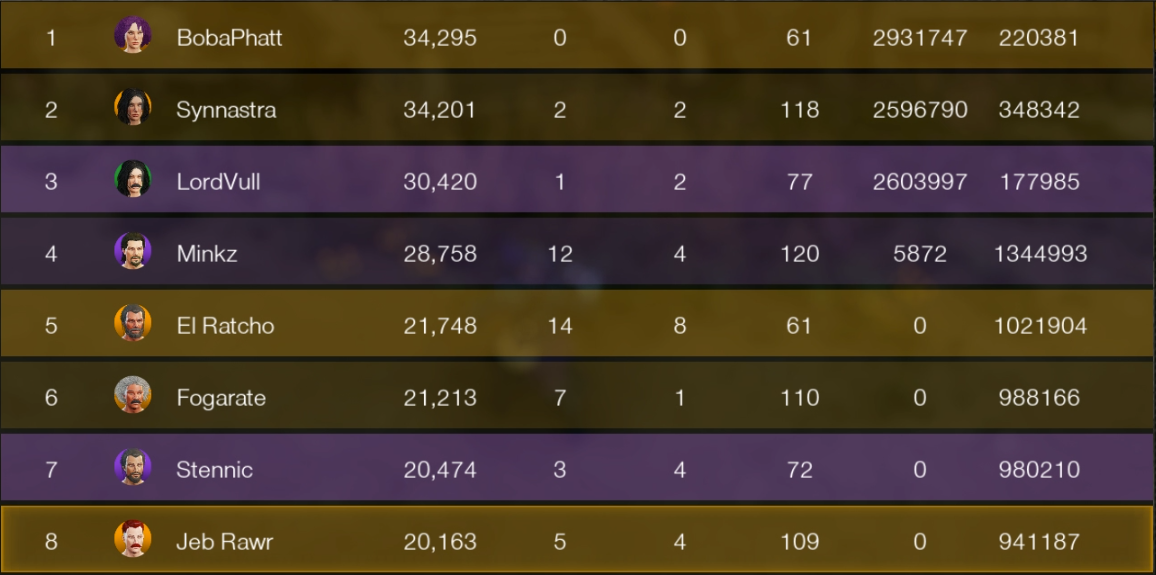 1 BobaPhatt 34,295 0 0 61 2931747 220381
2 Synnastra 34,201 2 2 118 2596790 348342
3 LordVull 30,420 1 2 77 2603997 177985
4 Minkz 28,758 12 4 120 5872 1344993
5 El Ratcho 21,748 14 8 61 0 1021904
6 Fogarate 21,213 7 1 110 0 988166
7 Stennic 20,474 3 4 72 0 980210
8 Jeb Rawr 20,163 5 4 109 0 941187